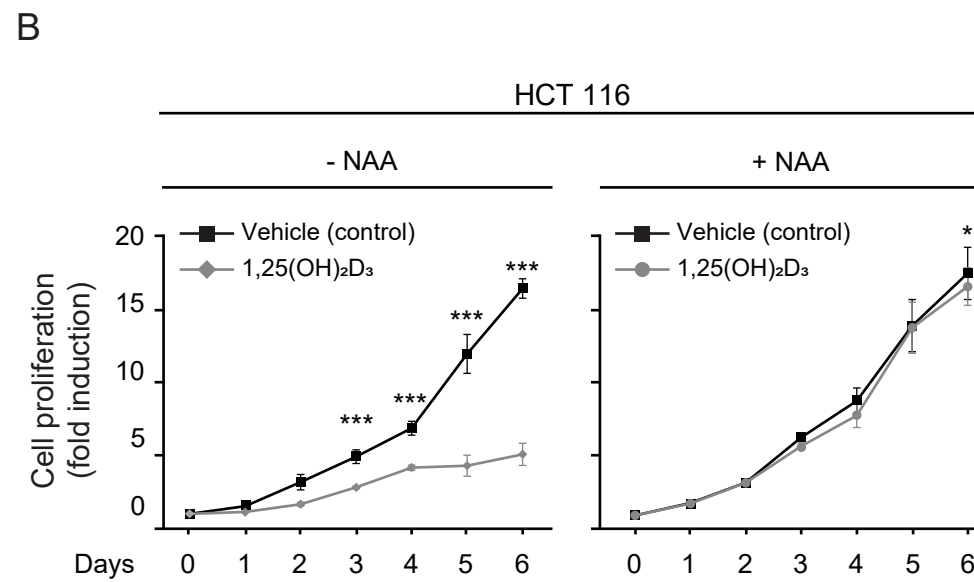 B
HCT 116
- NAA
+ NAA
Vehicle (control)
1,25(OH)₂D₃
Vehicle (control)
1,25(OH)₂D₃
Cell proliferation
(fold induction)
20
15
10
5
0
***
***
***
***
*
Days 0 1 2 3 4 5 6
0 1 2 3 4 5 6